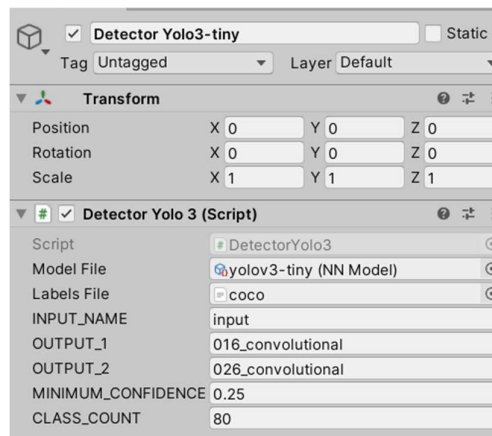 Detector Yolo3-tiny Static
Tag Untagged Layer Default
Transform
Position X 0 Y 0 Z 0
Rotation X 0 Y 0 Z 0
Scale X 1 Y 1 Z 1
# Detector Yolo 3 (Script)
Script # DetectorYolo3
Model File yolov3-tiny (NN Model)
Labels File coco
INPUT_NAME input
OUTPUT_1 016_convolutional
OUTPUT_2 026_convolutional
MINIMUM_CONFIDENCE 0.25
CLASS_COUNT 80